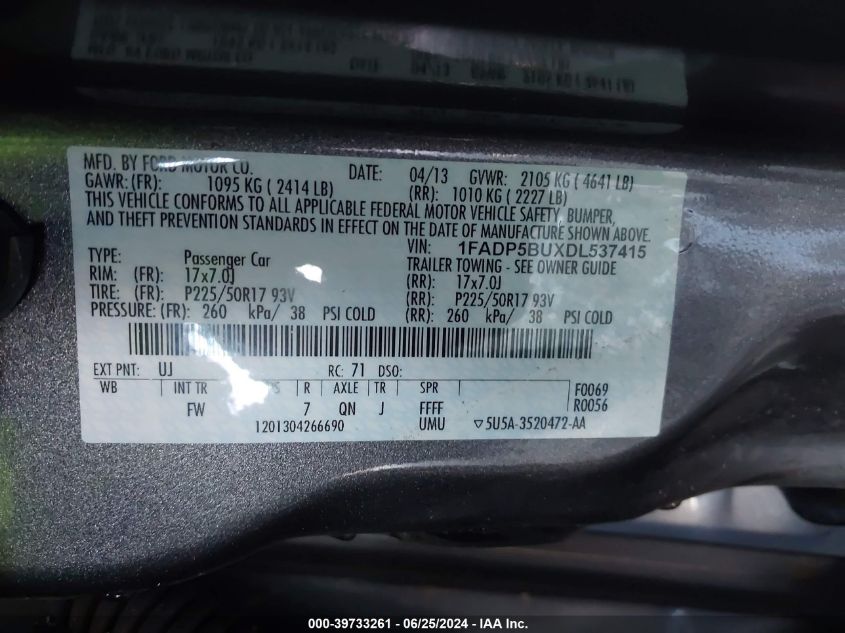 MFD. BY FORD MOTOR CO. DATE: 04/13 GVWR: 2105 KG ( 4641 LB)
GAWR: (FR): 1095 KG ( 2414 LB) (RR): 1010 KG ( 2227 LB)
THIS VEHICLE CONFORMS TO ALL APPLICABLE FEDERAL MOTOR VEHICLE SAFETY, BUMPER,
AND THEFT PREVENTION STANDARDS IN EFFECT ON THE DATE OF MANUFACTURE SHOWN ABOVE.
VIN: 1FADP5BUXDL537415
TYPE: Passenger Car TRAILER TOWING - SEE OWNER GUIDE
RIM: (FR): 17x7.0J (RR): 17x7.0J
TIRE: (FR): P225/50R17 93V (RR): P225/50R17 93V
PRESSURE: (FR): 260 kPa/ 38 PSI COLD (RR): 260 kPa/ 38 PSI COLD
EXT PNT: UJ RC: 71 DSO:
WB INT TR R AXLE TR SPR F0069
FW 7 QN J FFFF R0056
1201304266690 UMU ▽5U5A-3520472-AA
000-39733261 / 06/25/2024 - IAA Inc.